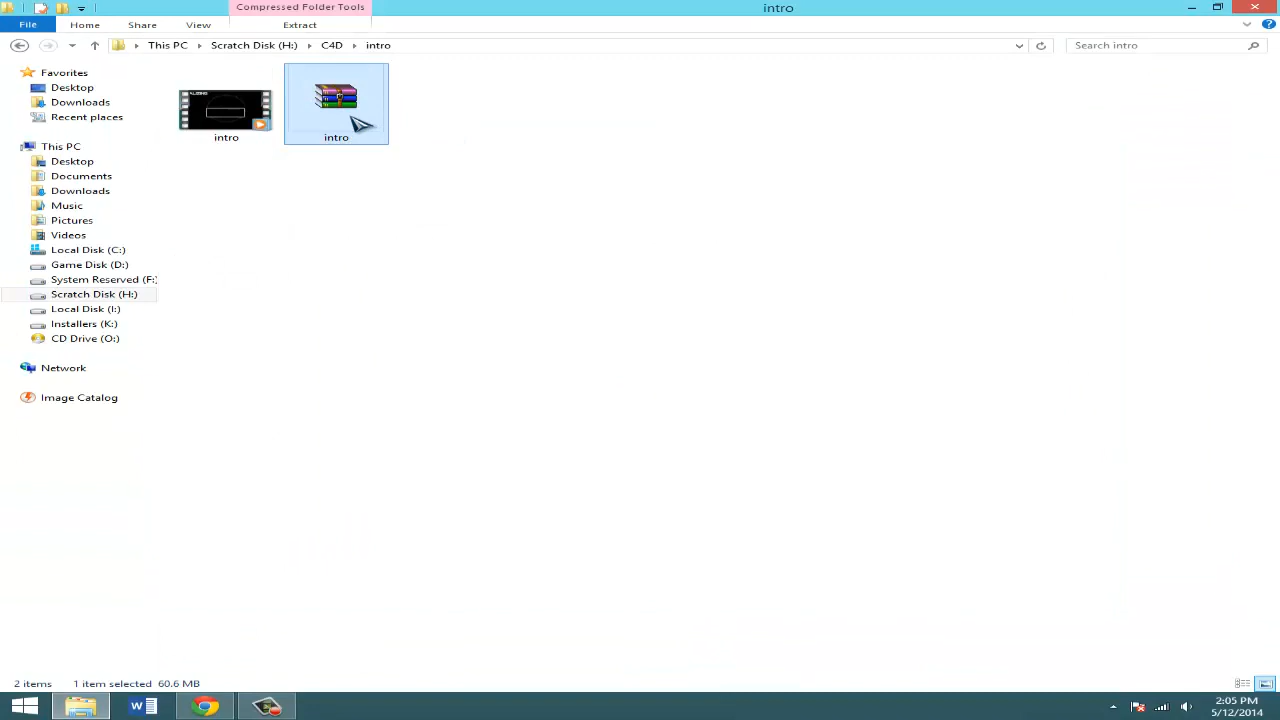 Compressed Folder Tools
intro
File
Home
Share
View
Extract
This PC
Scratch Disk (H:)
C4D
intro
Search intro
Favorites
Desktop
Downloads
Recent places
This PC
Desktop
Documents
Downloads
Music
Pictures
Videos
Local Disk (C:)
Game Disk (D:)
System Reserved (F:)
Scratch Disk (H:)
Local Disk (I:)
Installers (K:)
CD Drive (O:)
Network
Image Catalog
intro
intro
2 items
1 item selected 60.6 MB
2:05 PM
5/12/2014